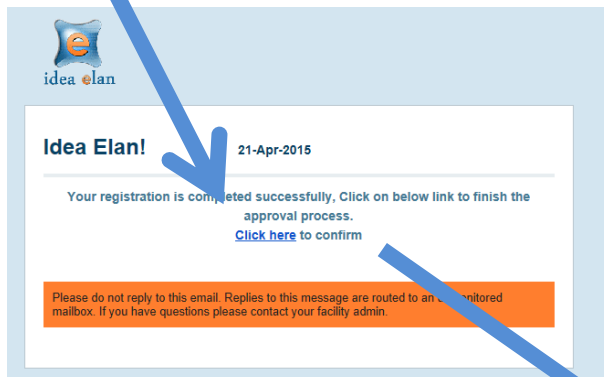 e
idea elan
Idea Elan! 21-Apr-2015
Your registration is completed successfully, Click on below link to finish the
approval process.
Click here to confirm
Please do not reply to this email. Replies to this message are routed to an unmonitored
mailbox. If you have questions please contact your facility admin.